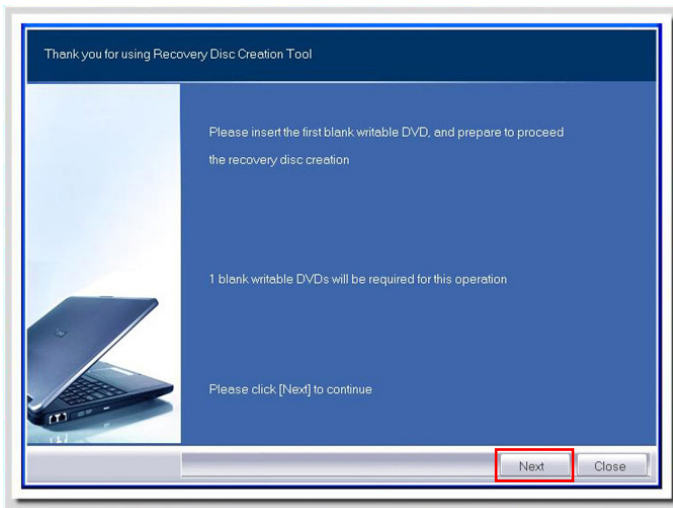 Thank you for using Recovery Disc Creation Tool
Please insert the first blank writable DVD, and prepare to proceed
the recovery disc creation
1 blank writable DVDs will be required for this operation
Please click [Next] to continue
Next
Close